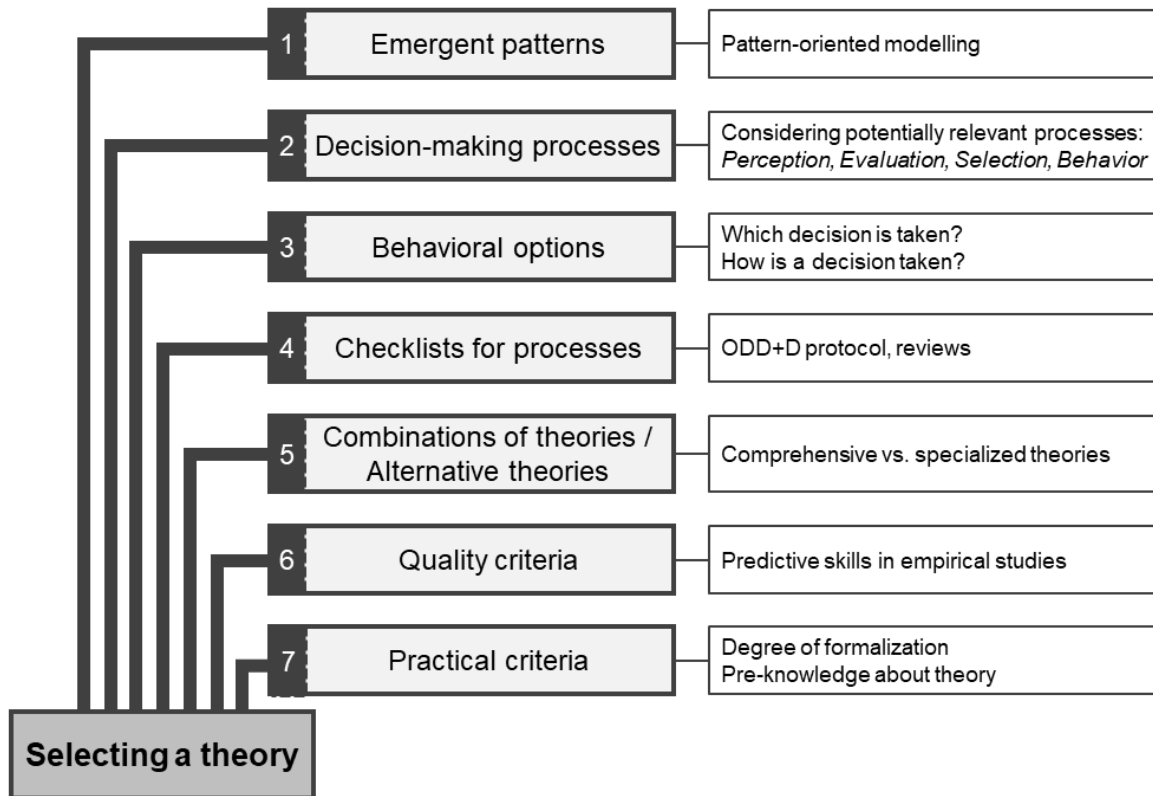 1
Emergent patterns
Pattern-oriented modelling
2
Decision-making processes
Considering potentially relevant processes:
Perception, Evaluation, Selection, Behavior
3
Behavioral options
Which decision is taken?
How is a decision taken?
4
Checklists for processes
ODD+D protocol, reviews
5
Combinations of theories /
Alternative theories
Comprehensive vs. specialized theories
6
Quality criteria
Predictive skills in empirical studies
7
Practical criteria
Degree of formalization
Pre-knowledge about theory
Selecting a theory